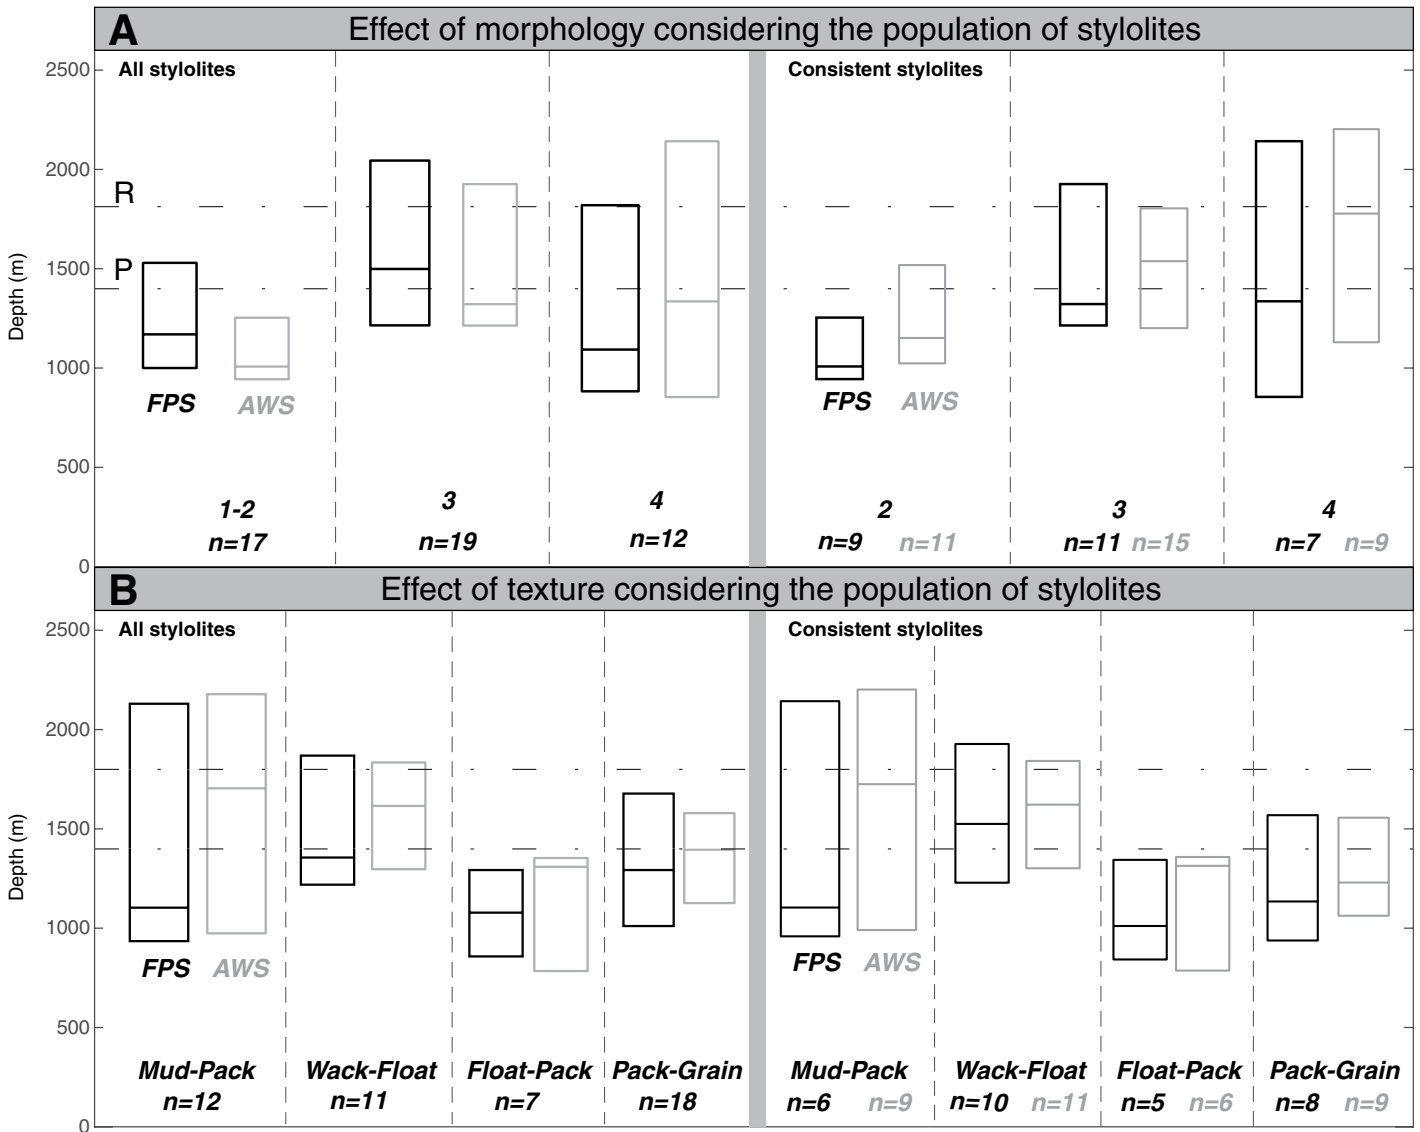 A Effect of morphology considering the population of stylolites
2500 All stylolites Consistent stylolites
2000
R
1500 P
1000
FPS AWS FPS AWS
500
1-2 3 4 2 3 4
n=17 n=19 n=12 n=9 n=11 n=11 n=15 n=7 n=9
0
Depth (m)
B Effect of texture considering the population of stylolites
2500 All stylolites Consistent stylolites
2000
1500
1000
FPS AWS FPS AWS
500
Mud-Pack Wack-Float Float-Pack Pack-Grain Mud-Pack Wack-Float Float-Pack Pack-Grain
n=12 n=11 n=7 n=18 n=6 n=9 n=10 n=11 n=5 n=6 n=8 n=9
0
Depth (m)